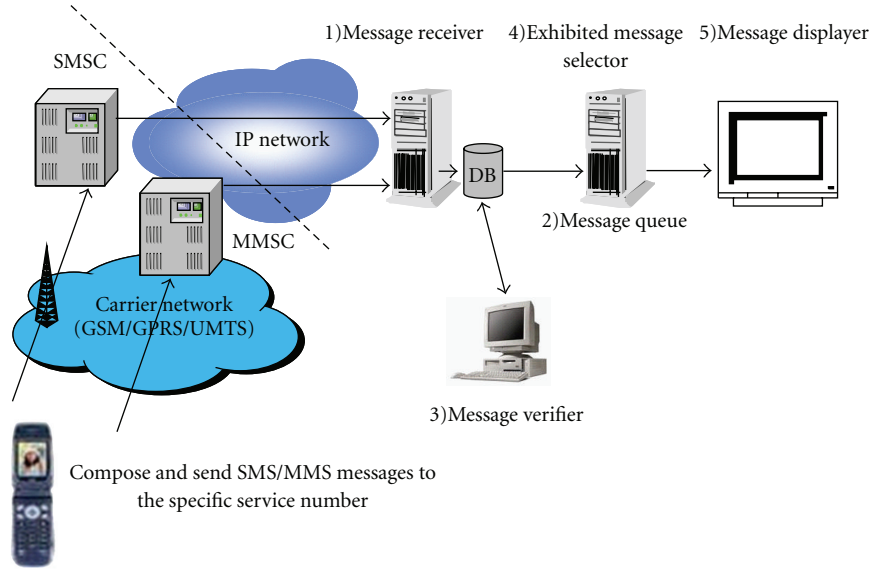 1)Message receiver
4)Exhibited message
selector
5)Message displayer
SMSC
IP network
DB
2)Message queue
MMSC
Carrier network
(GSM/GPRS/UMTS)
3)Message verifier
Compose and send SMS/MMS messages to
the specific service number